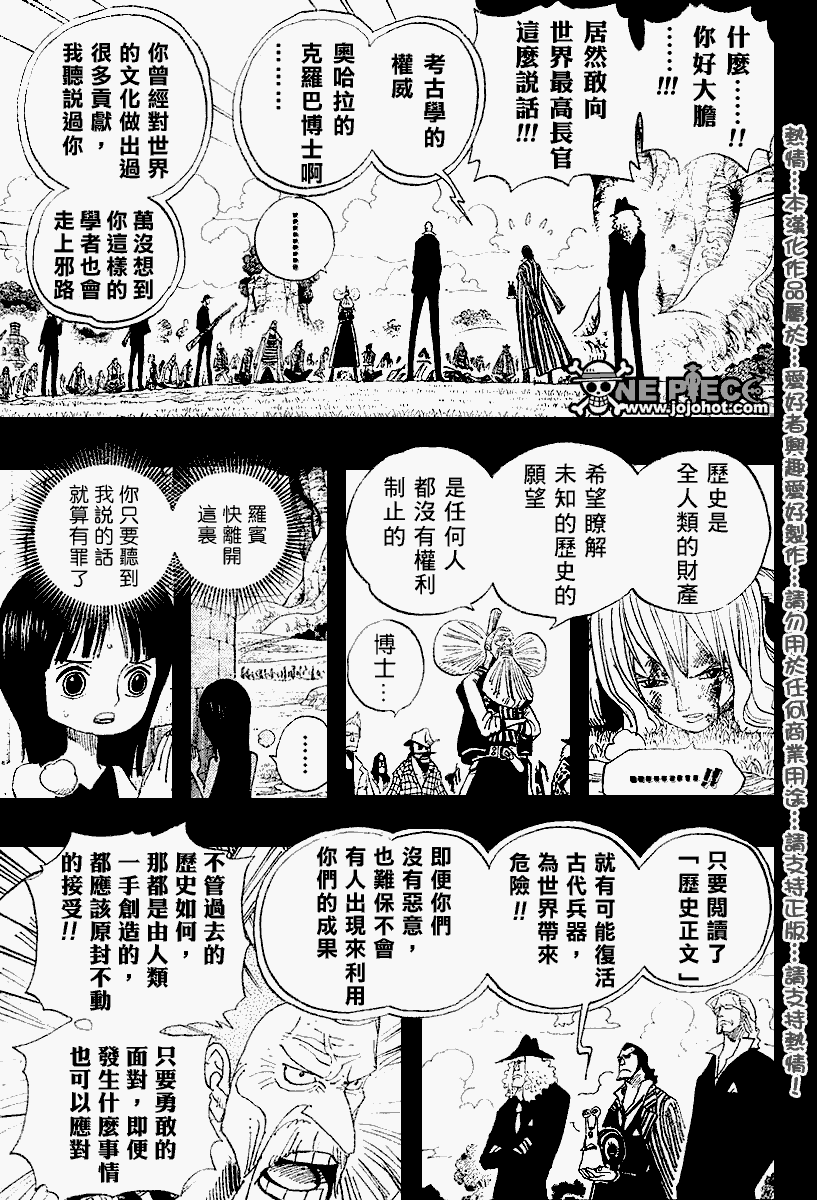 什麼……!!
你好大膽
…!!!
居然敢向
世界最高長官
這麼說話!!!
考古學的
權威
奧哈拉的
克羅巴博士啊
………
你曾經對世界
的文化做出過
很多貢獻，
我聽說過你
萬沒想到
你這樣的
學者也會
走上邪路
………
ONE PIECE
www.jojohot.com
歷史是
全人類的財產
希望瞭解
未知的歷史的
願望
是任何人
都沒有權利
制止的
博士…
…………!!
羅賓
快離開
這裏
……
你只要聽到
我説的話
就算有罪了
只要閱讀了
「歷史正文」
就有可能復活
古代兵器，
為世界帶來
危險!!
即便你們
沒有惡意，
也難保不會
有人出現來利用
你們的成果
不管過去的
歷史如何，
那都是由人類
一手創造的，
都應該原封不動
的接受!!
只要勇敢的
面對，即便
發生什麼事情
也可以應對
熱情…本漢化作品屬於…愛好者興趣愛好製作…請勿用於任何商業用途…請支持正版…請支持熱情！